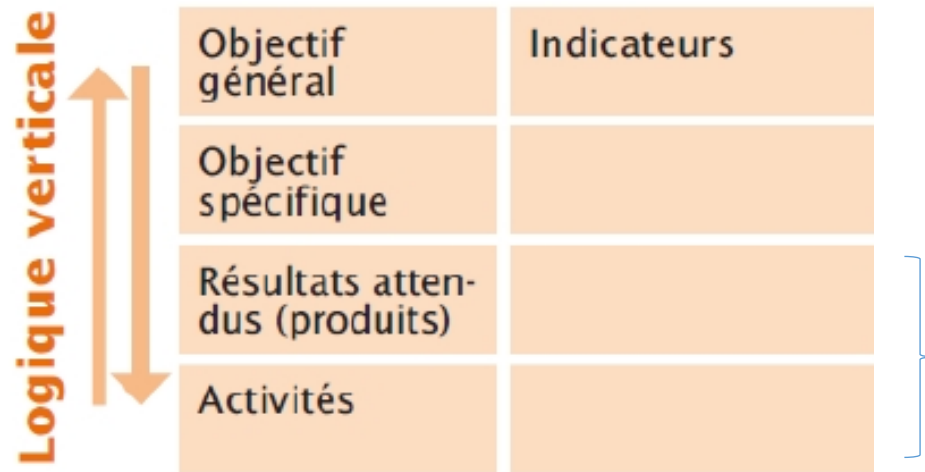 Logique verticale
Objectif
général
Indicateurs
Objectif
spécifique
Résultats atten-
dus (produits)
Activités